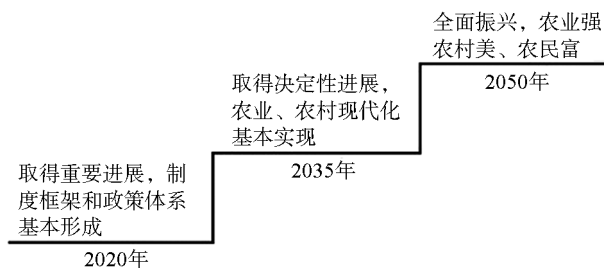 取得重要进展，制
度框架和政策体系
基本形成
2020年
取得决定性进展，
农业、农村现代化
基本实现
2035年
全面振兴，农业强
农村美、农民富
2050年